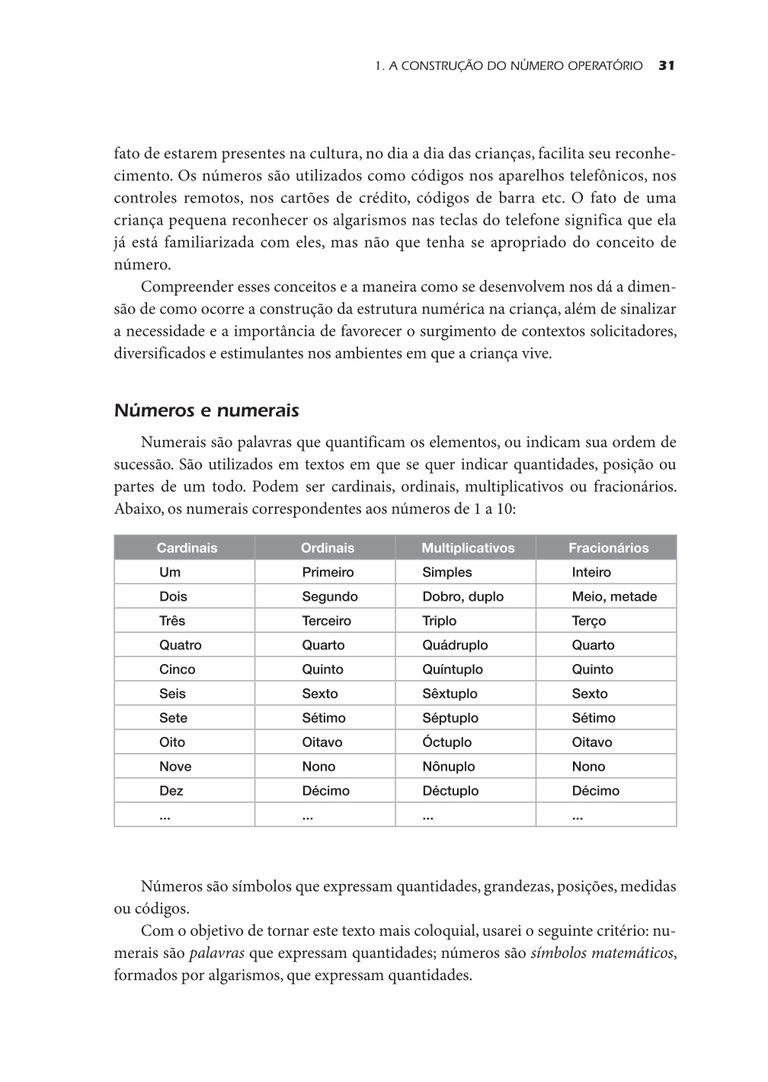 1. A CONSTRUÇÃO DO NÚMERO OPERATÓRIO 31
fato de estarem presentes na cultura, no dia a dia das crianças, facilita seu reconhe-
cimento. Os números são utilizados como códigos nos aparelhos telefônicos, nos
controles remotos, nos cartões de crédito, códigos de barra etc. O fato de uma
criança pequena reconhecer os algarismos nas teclas do telefone significa que ela
já está familiarizada com eles, mas não que tenha se apropriado do conceito de
número.
Compreender esses conceitos e a maneira como se desenvolvem nos dá a dimen-
são de como ocorre a construção da estrutura numérica na criança, além de sinalizar
a necessidade e a importância de favorecer o surgimento de contextos solicitadores,
diversificados e estimulantes nos ambientes em que a criança vive.
Números e numerais
Numerais são palavras que quantificam os elementos, ou indicam sua ordem de
sucessão. São utilizados em textos em que se quer indicar quantidades, posição ou
partes de um todo. Podem ser cardinais, ordinais, multiplicativos ou fracionários.
Abaixo, os numerais correspondentes aos números de 1 a 10:
Cardinais Ordinais Multiplicativos Fracionários
Um Primeiro Simples Inteiro
Dois Segundo Dobro, duplo Meio, metade
Três Terceiro Triplo Terço
Quatro Quarto Quádruplo Quarto
Cinco Quinto Quíntuplo Quinto
Seis Sexto Sêxtuplo Sexto
Sete Sétimo Séptuplo Sétimo
Oito Oitavo Óctuplo Oitavo
Nove Nono Nônuplo Nono
Dez Décimo Déctuplo Décimo
... ... ... ...
Números são símbolos que expressam quantidades, grandezas, posições, medidas
ou códigos.
Com o objetivo de tornar este texto mais coloquial, usarei o seguinte critério: nu-
merais são palavras que expressam quantidades; números são símbolos matemáticos,
formados por algarismos, que expressam quantidades.